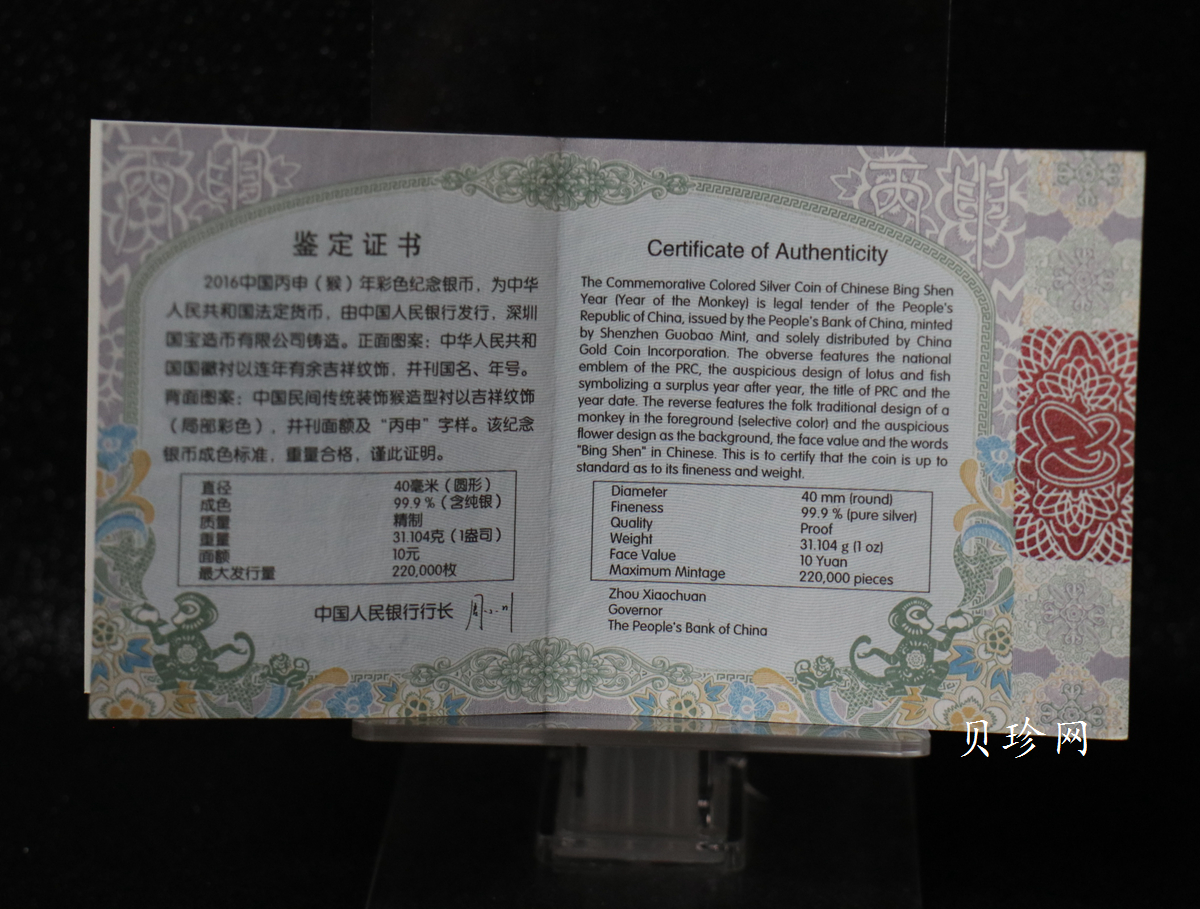 鉴定证书
2016中国丙申（猴）年彩色纪念银币，为中华
人民共和国法定货币，由中国人民银行发行，深圳
国宝造币有限公司铸造。正面图案：中华人民共和
国国徽衬以连年有余吉祥纹饰，并刊国名、年号。
背面图案：中国民间传统装饰猴造型衬以吉祥纹饰
（局部彩色），并刊面额及“丙申”字样。该纪念
银币成色标准，重量合格，谨此证明。
直径 40毫米（圆形）
成色 99.9％（含纯银）
质量 精制
重量 31.104克（1盎司）
面额 10元
最大发行量 220,000枚
中国人民银行行长
Certificate of Authenticity
The Commemorative Colored Silver Coin of Chinese Bing Shen
Year (Year of the Monkey) is legal tender of the People's
Republic of China, issued by the People's Bank of China, minted
by Shenzhen Guobao Mint, and solely distributed by China
Gold Coin Incorporation. The obverse features the national
emblem of the PRC, the auspicious design of lotus and fish
symbolizing a surplus year after year, the title of PRC and the
year date. The reverse features the folk traditional design of a
monkey in the foreground (selective color) and the auspicious
flower design as the background, the face value and the words
"Bing Shen" in Chinese. This is to certify that the coin is up to
standard as to its fineness and weight.
Diameter 40 mm (round)
Fineness 99.9 % (pure silver)
Quality Proof
Weight 31.104 g (1 oz)
Face Value 10 Yuan
Maximum Mintage 220,000 pieces
Zhou Xiaochuan
Governor
The People's Bank of China
贝珍网